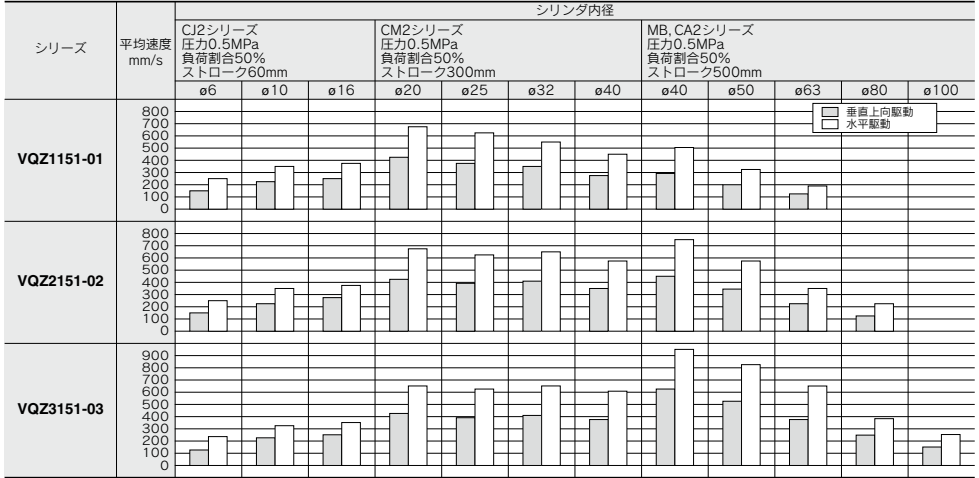 シリーズ
平均速度
mm/s
シリンダ内径
CJ2シリーズ
圧力0.5MPa
負荷割合50%
ストローク60mm
CM2シリーズ
圧力0.5MPa
負荷割合50%
ストローク300mm
MB, CA2シリーズ
圧力0.5MPa
負荷割合50%
ストローク500mm
ø6 ø10 ø16 ø20 ø25 ø32 ø40 ø40 ø50 ø63 ø80 ø100
垂直上向駆動
水平駆動
VQZ1151-01
800
700
600
500
400
300
200
100
0
VQZ2151-02
800
700
600
500
400
300
200
100
0
VQZ3151-03
900
800
700
600
500
400
300
200
100
0